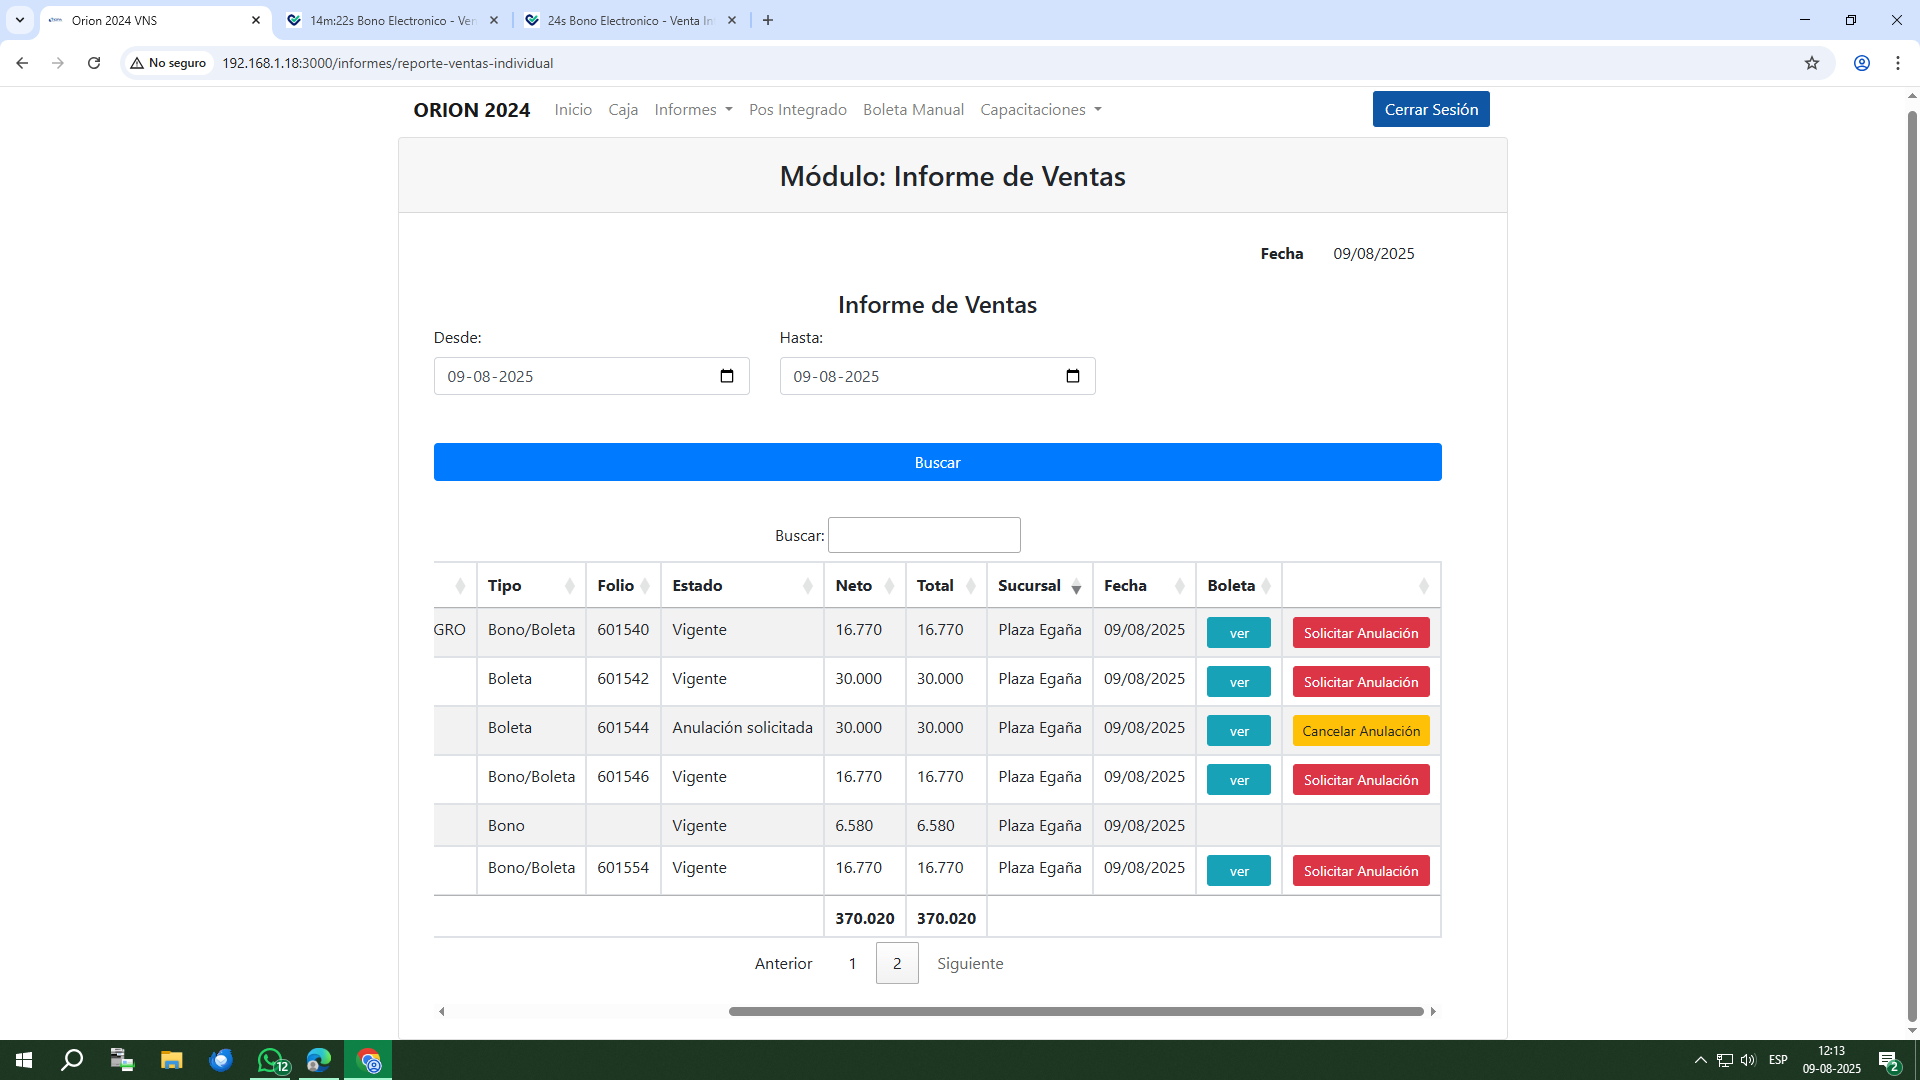 Orion 2024 VNS
14m:22s Bono Electronico - Ven
24s Bono Electronico - Venta In
No seguro
192.168.1.18:3000/informes/reporte-ventas-individual
ORION 2024 Inicio Caja Informes Pos Integrado Boleta Manual Capacitaciones Cerrar Sesión
Módulo: Informe de Ventas
Fecha 09/08/2025
Informe de Ventas
Desde: Hasta:
09-08-2025 09-08-2025
Buscar
Buscar:
Tipo Folio Estado Neto Total Sucursal Fecha Boleta
GRO Bono/Boleta 601540 Vigente 16.770 16.770 Plaza Egaña 09/08/2025 ver Solicitar Anulación
Boleta 601542 Vigente 30.000 30.000 Plaza Egaña 09/08/2025 ver Solicitar Anulación
Boleta 601544 Anulación solicitada 30.000 30.000 Plaza Egaña 09/08/2025 ver Cancelar Anulación
Bono/Boleta 601546 Vigente 16.770 16.770 Plaza Egaña 09/08/2025 ver Solicitar Anulación
Bono Vigente 6.580 6.580 Plaza Egaña 09/08/2025
Bono/Boleta 601554 Vigente 16.770 16.770 Plaza Egaña 09/08/2025 ver Solicitar Anulación
370.020 370.020
Anterior 1 2 Siguiente
12
ESP
12:13
09-08-2025
2